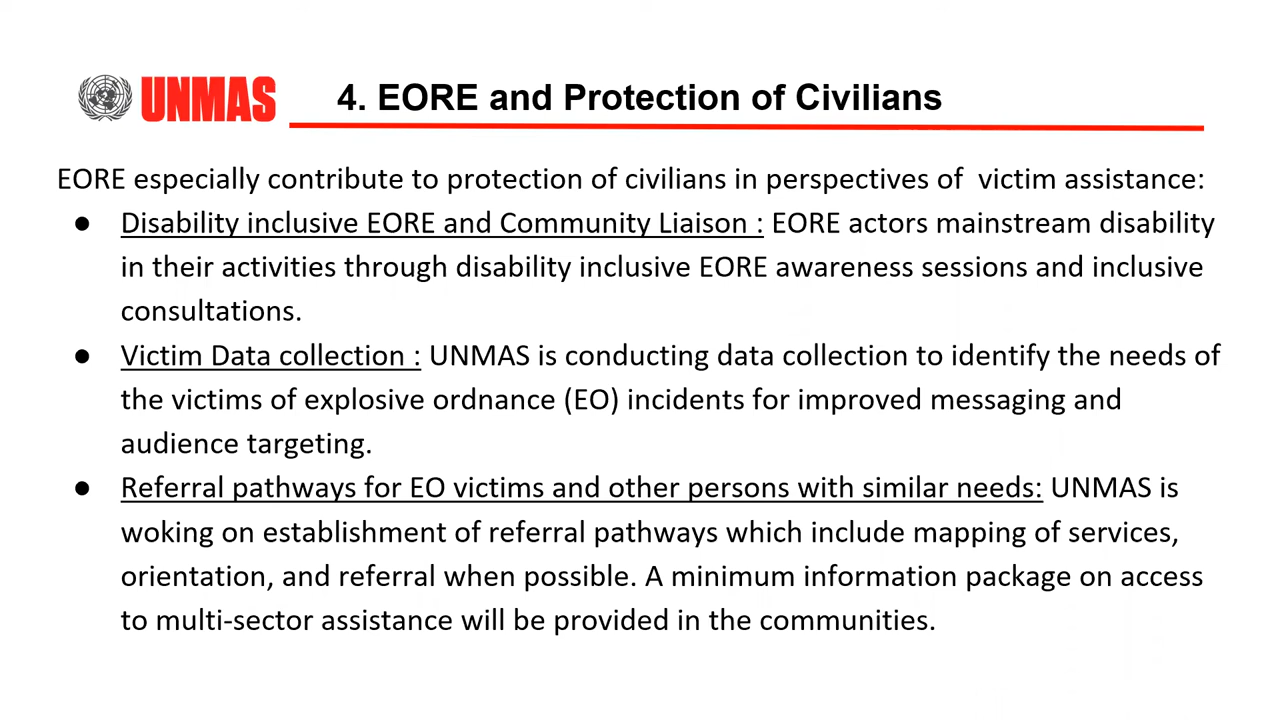 UNMAS
4. EORE and Protection of Civilians
EORE especially contribute to protection of civilians in perspectives of  victim assistance:
● Disability inclusive EORE and Community Liaison : EORE actors mainstream disability
in their activities through disability inclusive EORE awareness sessions and inclusive
consultations.
● Victim Data collection : UNMAS is conducting data collection to identify the needs of
the victims of explosive ordnance (EO) incidents for improved messaging and
audience targeting.
● Referral pathways for EO victims and other persons with similar needs: UNMAS is
woking on establishment of referral pathways which include mapping of services,
orientation, and referral when possible. A minimum information package on access
to multi-sector assistance will be provided in the communities.